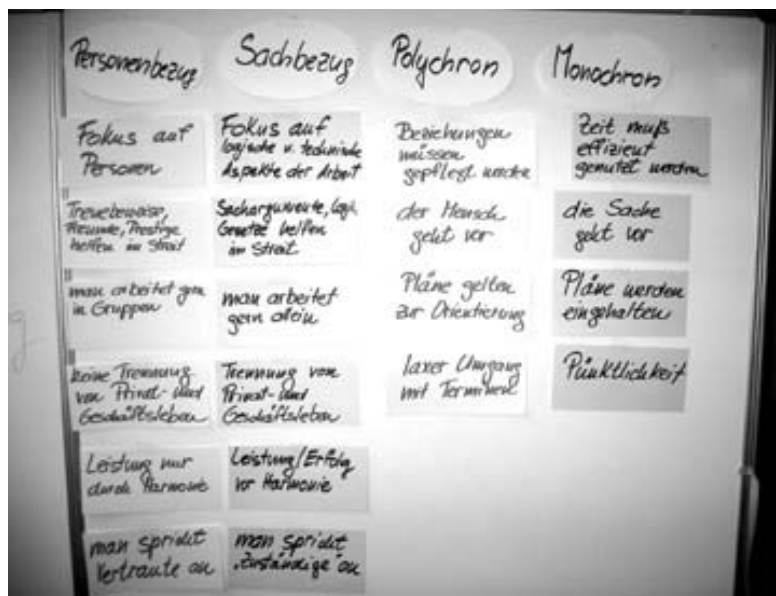 Personenbezug
Fokus auf
Personen
Treuebeweise,
Freunde, Prestige
helfen im Streit
man arbeitet gern
in Gruppen
keine Trennung
von Privat- und
Geschäftsleben
Leistung nur
durch Harmonie
man spricht
Vertraute an
Sachbezug
Fokus auf
logische u. technische
Aspekte der Arbeit
Sachargumente, logi.
Gesetze helfen
im Streit
man arbeitet
gern allein
Trennung von
Privat- und
Geschäftsleben
Leistung/Erfolg
vor Harmonie
man spricht
"Zuständige" an
Polychron
Beziehungen
müssen
gepflegt werden
der Mensch
geht vor
Pläne gelten
zur Orientierung
laxer Umgang
mit Terminen
Monochron
Zeit muß
effizient
genutzt werden
die Sache
geht vor
Pläne werden
eingehalten
Pünktlichkeit